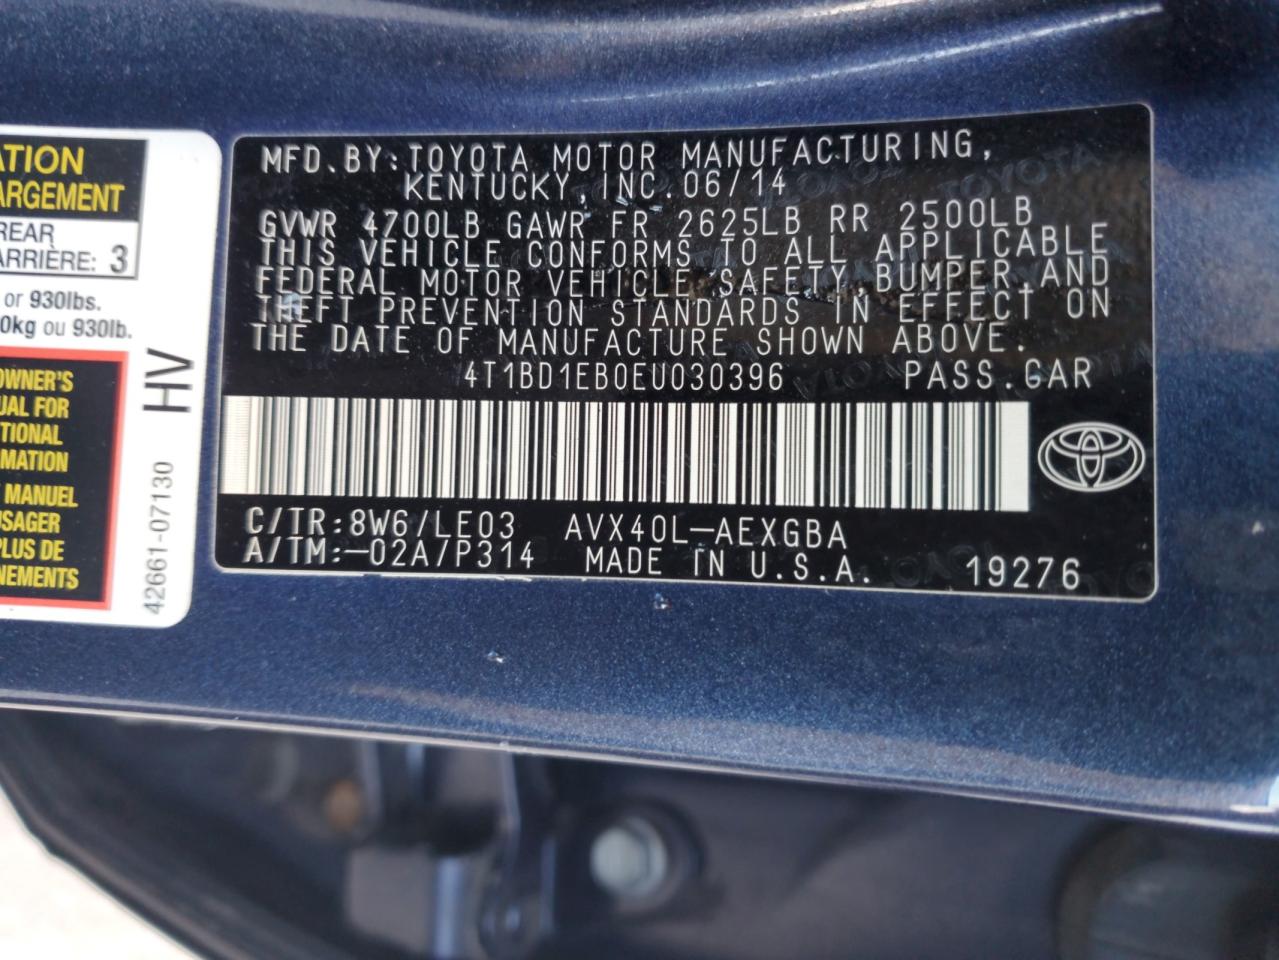 ATION
ARGEMENT
REAR
ARRIÈRE: 3
or 930lbs.
0kg ou 930lb.
OWNER'S
UAL FOR
TIONAL
MATION
MANUEL
USAGER
PLUS DE
NEMENTS
HV
42661-07130
MFD.BY:TOYOTA MOTOR MANUFACTURING,
KENTUCKY, INC. 06/14
GVWR 4700LB GAWR FR 2625LB RR 2500LB
THIS VEHICLE CONFORMS TO ALL APPLICABLE
FEDERAL MOTOR VEHICLE SAFETY,BUMPER,AND
THEFT PREVENTION STANDARDS IN EFFECT ON
THE DATE OF MANUFACTURE SHOWN ABOVE.
4T1BD1EB0EU030396 PASS.CAR
C/TR:8W6/LE03 AVX40L-AEXGBA
A/TM:-02A/P314 MADE IN U.S.A. 19276